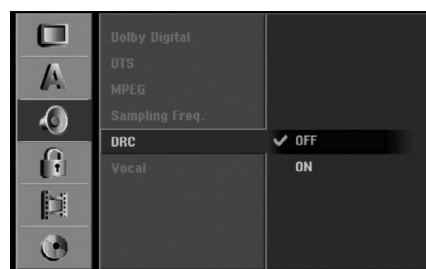 Dolby Digital
DTS
MPEG
Sampling Freq.
DRC
✔ OFF
ON
Vocal